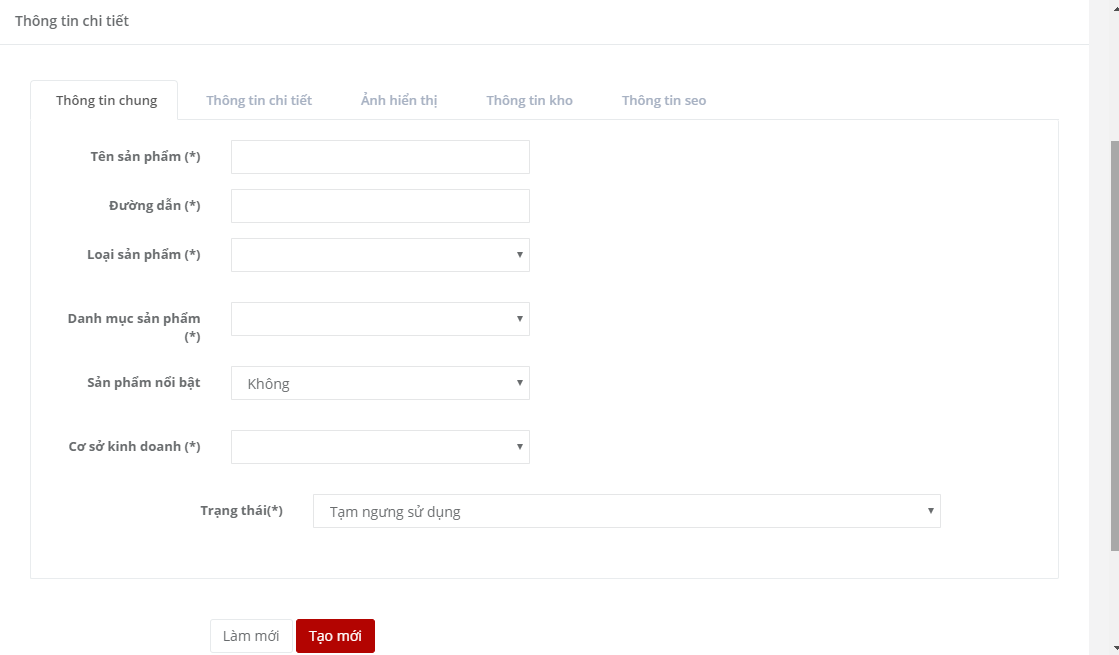 Thông tin chi tiết
Thông tin chung Thông tin chi tiết Ảnh hiển thị Thông tin kho Thông tin seo
Tên sản phẩm (*)
Đường dẫn (*)
Loại sản phẩm (*)
Danh mục sản phẩm
(*)
Sản phẩm nổi bật Không
Cơ sở kinh doanh (*)
Trạng thái(*) Tạm ngưng sử dụng
Làm mới Tạo mới